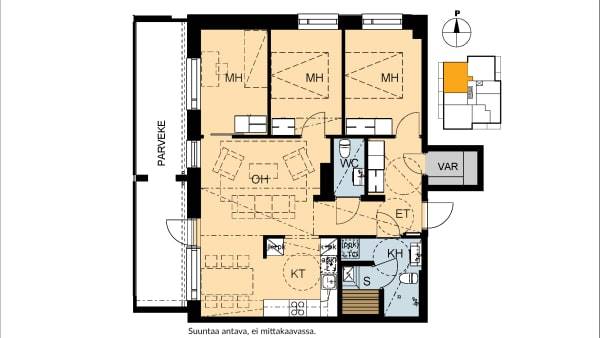 P
MH
MH
MH
PARVEKE
WC
VAR
OH
ET
KT
KH
S
Suuntaa antava, ei mittakaavassa.